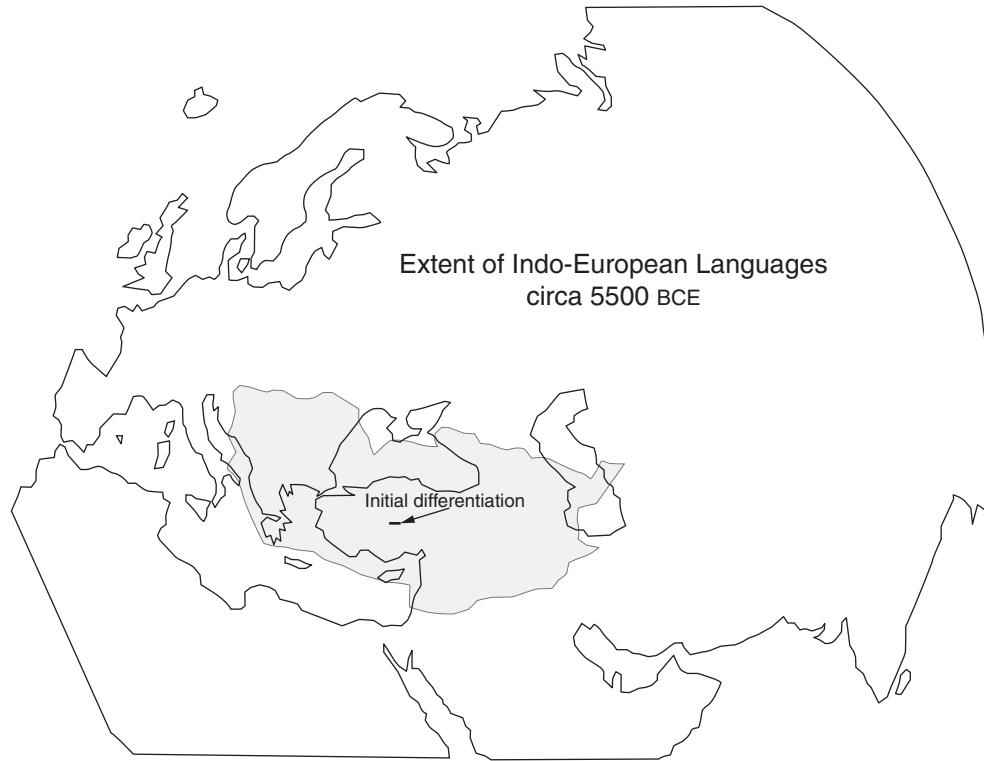 Extent of Indo-European Languages
circa 5500 BCE
Initial differentiation